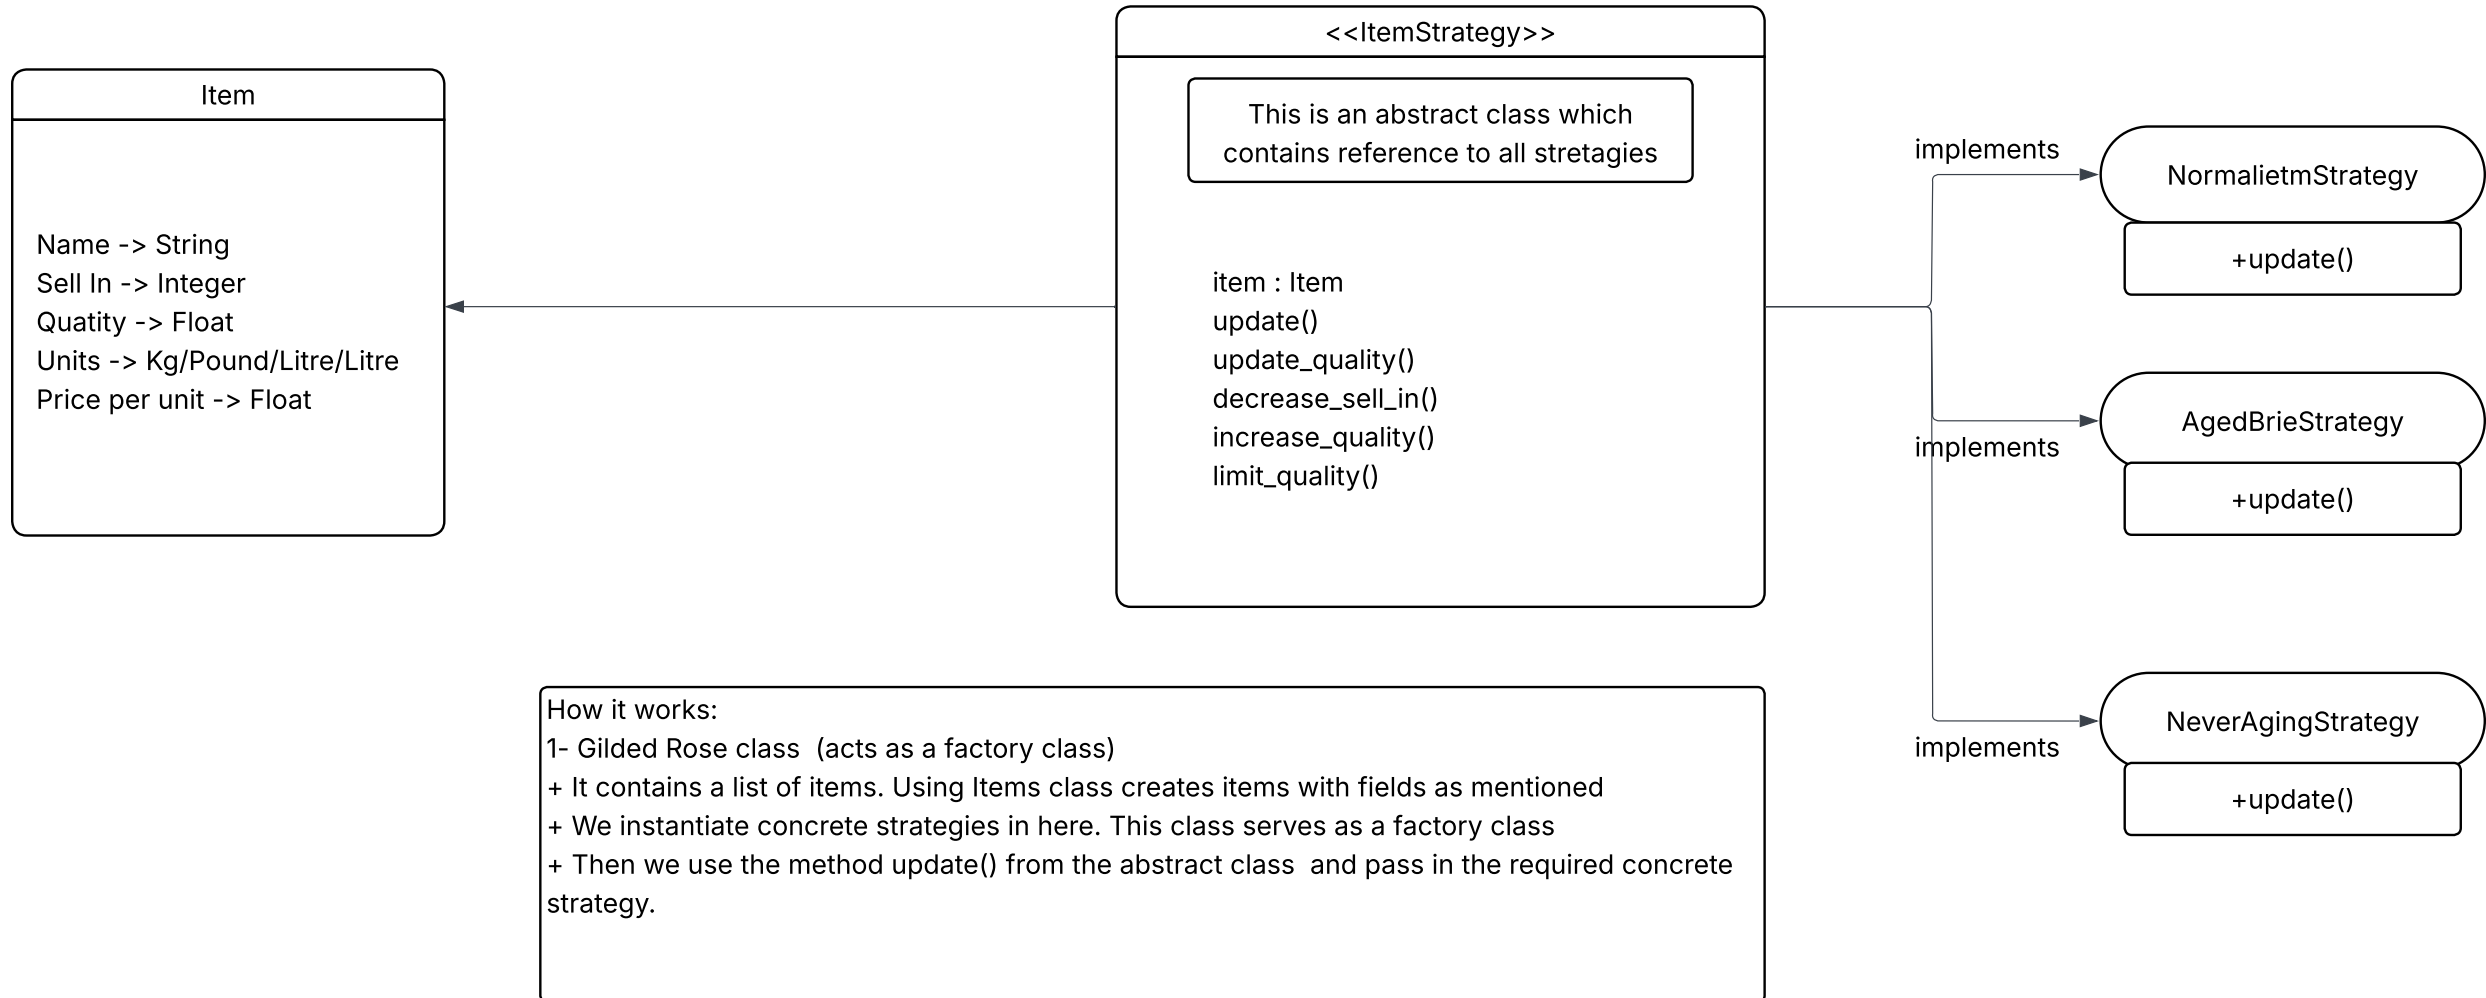 <<ItemStrategy>>
This is an abstract class which
contains reference to all stretagies
item : Item
update()
update_quality()
decrease_sell_in()
increase_quality()
limit_quality()
Item
Name -> String
Sell In -> Integer
Quatity -> Float
Units -> Kg/Pound/Litre/Litre
Price per unit -> Float
implements
NormalietmStrategy
+update()
implements
AgedBrieStrategy
+update()
implements
NeverAgingStrategy
+update()
How it works:
1- Gilded Rose class  (acts as a factory class)
+ It contains a list of items. Using Items class creates items with fields as mentioned
+ We instantiate concrete strategies in here. This class serves as a factory class
+ Then we use the method update() from the abstract class  and pass in the required concrete
strategy.